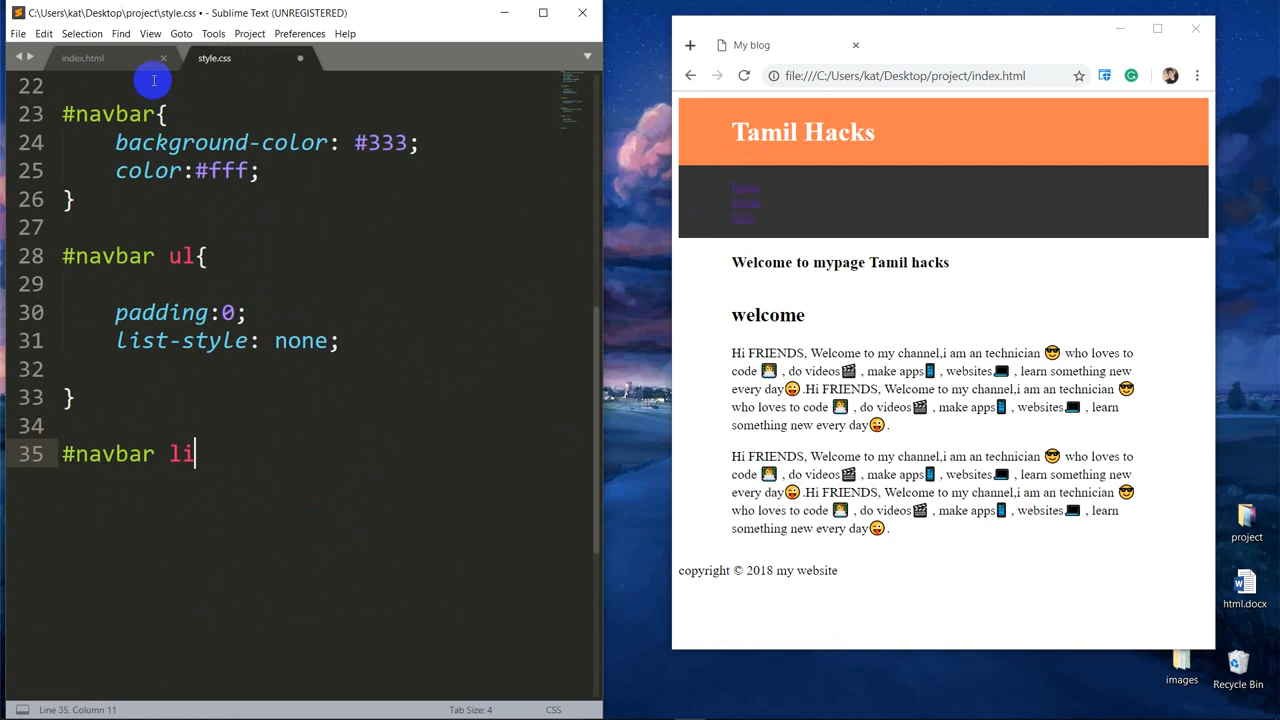 C:\Users\kat\Desktop\project\style.css • - Sublime Text (UNREGISTERED)
File Edit Selection Find View Goto Tools Project Preferences Help
index.html
style.css
22
23 #navbar{
24 background-color: #333;
25 color:#fff;
26 }
27
28 #navbar ul{
29
30 padding:0;
31 list-style: none;
32
33 }
34
35 #navbar li
Line 35, Column 11
Tab Size: 4
CSS
My blog
file:///C:/Users/kat/Desktop/project/index.html
Tamil Hacks
Home
Welcome to mypage Tamil hacks
welcome
Hi FRIENDS, Welcome to my channel,i am an technician 😎 who loves to
code 👨‍💻 , do videos🎬 , make apps📱 , websites💻 , learn something new
every day😜.Hi FRIENDS, Welcome to my channel,i am an technician 😎
who loves to code 👨‍💻 , do videos🎬 , make apps📱 , websites💻 , learn
something new every day😜.
Hi FRIENDS, Welcome to my channel,i am an technician 😎 who loves to
code 👨‍💻 , do videos🎬 , make apps📱 , websites💻 , learn something new
every day😜.Hi FRIENDS, Welcome to my channel,i am an technician 😎
who loves to code 👨‍💻 , do videos🎬 , make apps📱 , websites💻 , learn
something new every day😜.
copyright © 2018 my website
project
html.docx
images
Recycle Bin